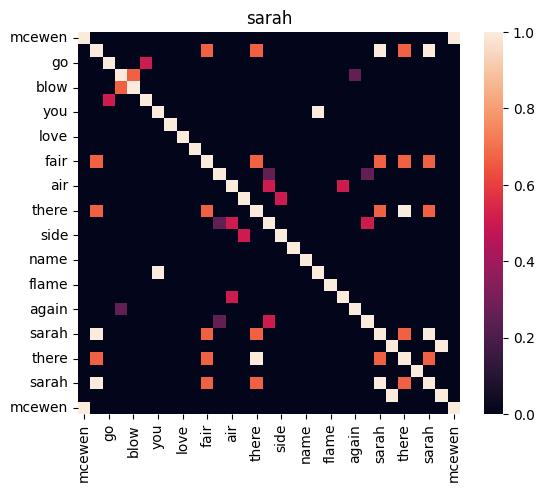 sarah
mcewen
go
blow
you
love
fair
air
there
side
name
flame
again
sarah
there
sarah
mcewen
1.0
0.8
0.6
0.4
0.2
0.0
mcewen
go
blow
you
love
fair
air
there
side
name
flame
again
sarah
there
sarah
mcewen